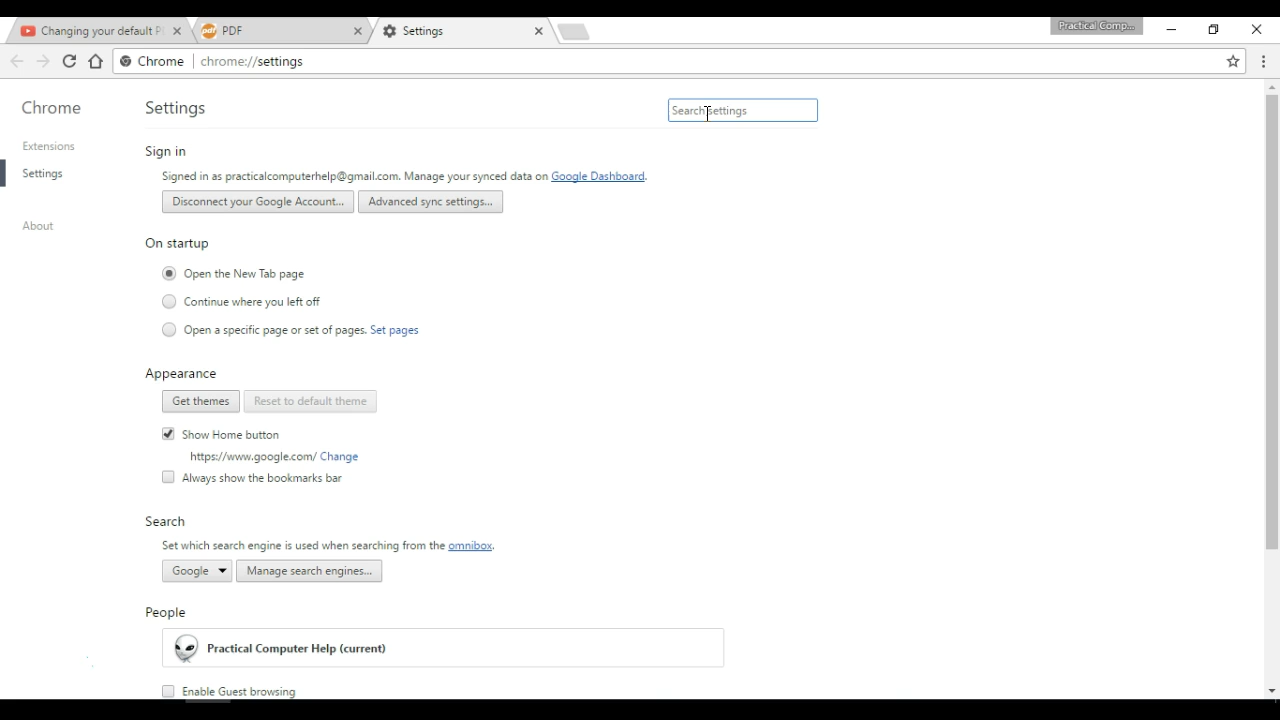 Changing your default P
PDF
Settings
Practical Comp...
Chrome
chrome://settings
Chrome
Settings
Search settings
Extensions
Settings
About
Sign in
Signed in as practicalcomputerhelp@gmail.com. Manage your synced data on Google Dashboard.
Disconnect your Google Account...
Advanced sync settings...
On startup
Open the New Tab page
Continue where you left off
Open a specific page or set of pages. Set pages
Appearance
Get themes
Reset to default theme
Show Home button
https://www.google.com/ Change
Always show the bookmarks bar
Search
Set which search engine is used when searching from the omnibox.
Google
Manage search engines...
People
Practical Computer Help (current)
Enable Guest browsing